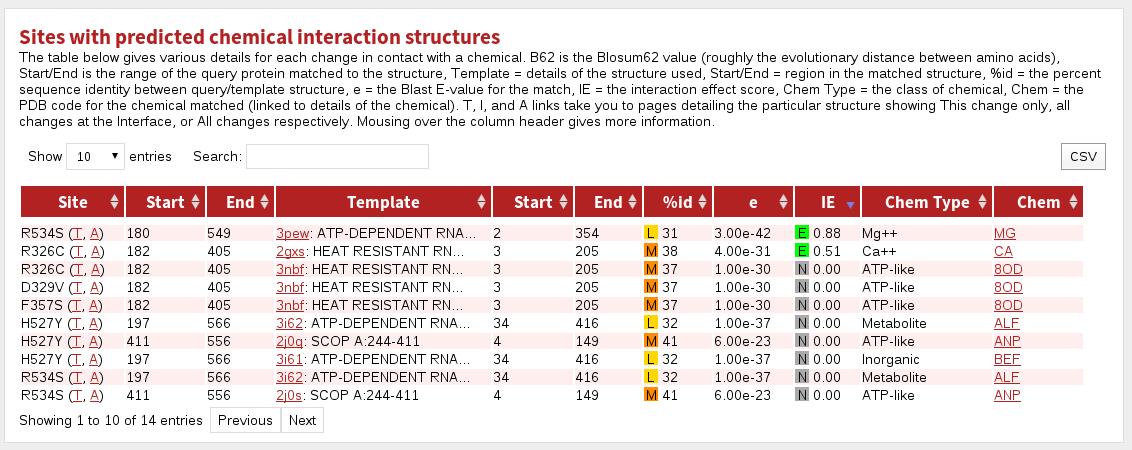 Sites with predicted chemical interaction structures
The table below gives various details for each change in contact with a chemical. B62 is the Blosum62 value (roughly the evolutionary distance between amino acids),
Start/End is the range of the query protein matched to the structure, Template = details of the structure used, Start/End = region in the matched structure, %id = the percent
sequence identity between query/template structure, e = the Blast E-value for the match, IE = the interaction effect score, Chem Type = the class of chemical, Chem = the
PDB code for the chemical matched (linked to details of the chemical). T, I, and A links take you to pages detailing the particular structure showing This change only, all
changes at the Interface, or All changes respectively. Mousing over the column header gives more information.
Show 10 entries Search: CSV
Site Start End Template Start End %id e IE Chem Type Chem
R534S (T, A) 180 549 3pew: ATP-DEPENDENT RNA... 2 354 L 31 3.00e-42 E 0.88 Mg++ MG
R326C (T, A) 182 405 2gxs: HEAT RESISTANT RN... 3 205 M 38 4.00e-31 E 0.51 Ca++ CA
R326C (T, A) 182 405 3nbf: HEAT RESISTANT RN... 3 205 M 37 1.00e-30 N 0.00 ATP-like 8OD
D329V (T, A) 182 405 3nbf: HEAT RESISTANT RN... 3 205 M 37 1.00e-30 N 0.00 ATP-like 8OD
F357S (T, A) 182 405 3nbf: HEAT RESISTANT RN... 3 205 M 37 1.00e-30 N 0.00 ATP-like 8OD
H527Y (T, A) 197 566 3i62: ATP-DEPENDENT RNA... 34 416 L 32 1.00e-37 N 0.00 Metabolite ALF
H527Y (T, A) 411 556 2j0q: SCOP A:244-411 4 149 M 41 6.00e-23 N 0.00 ATP-like ANP
H527Y (T, A) 197 566 3i61: ATP-DEPENDENT RNA... 34 416 L 32 1.00e-37 N 0.00 Inorganic BEF
R534S (T, A) 197 566 3i62: ATP-DEPENDENT RNA... 34 416 L 32 1.00e-37 N 0.00 Metabolite ALF
R534S (T, A) 411 556 2j0s: SCOP A:244-411 4 149 M 41 6.00e-23 N 0.00 ATP-like ANP
Showing 1 to 10 of 14 entries Previous Next